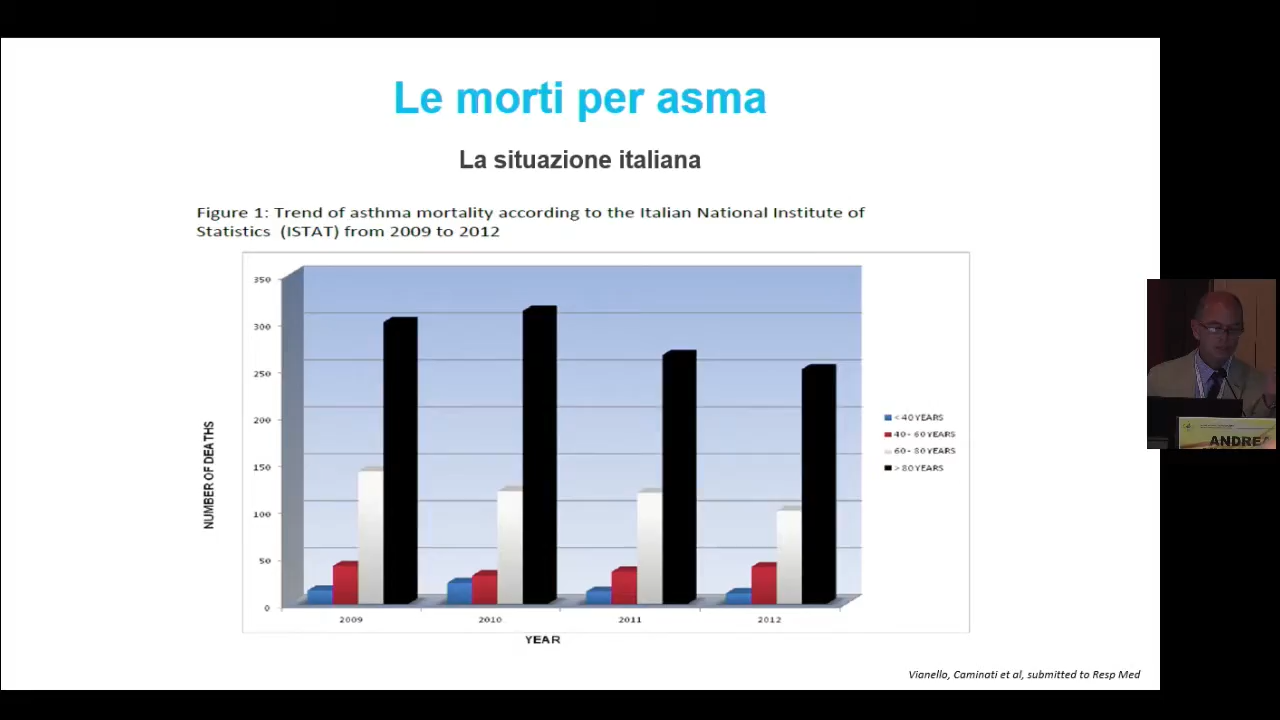 Le morti per asma
La situazione italiana
Figure 1: Trend of asthma mortality according to the Italian National Institute of
Statistics (ISTAT) from 2009 to 2012
350
300
250
200
150
100
50
0
NUMBER OF DEATHS
2009 2010 2011 2012
YEAR
< 40 YEARS
40 - 60 YEARS
60 - 80 YEARS
> 80 YEARS
ANDREA
Vianello, Caminati et al, submitted to Resp Med